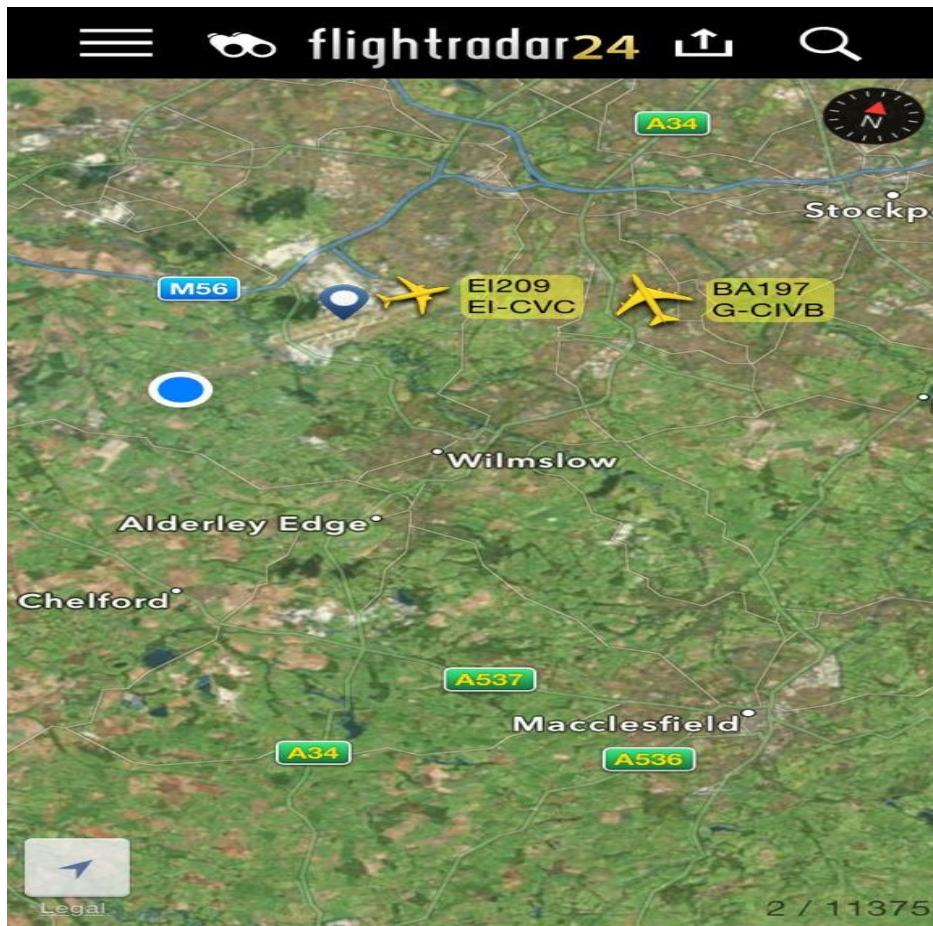 flightradar24
A34
N
Stockp
M56
EI209
EI-CVC
BA197
G-CIVB
Wilmslow
Alderley Edge
Chelford
A537
Macclesfield
A34
A536
Legal
2 / 11375